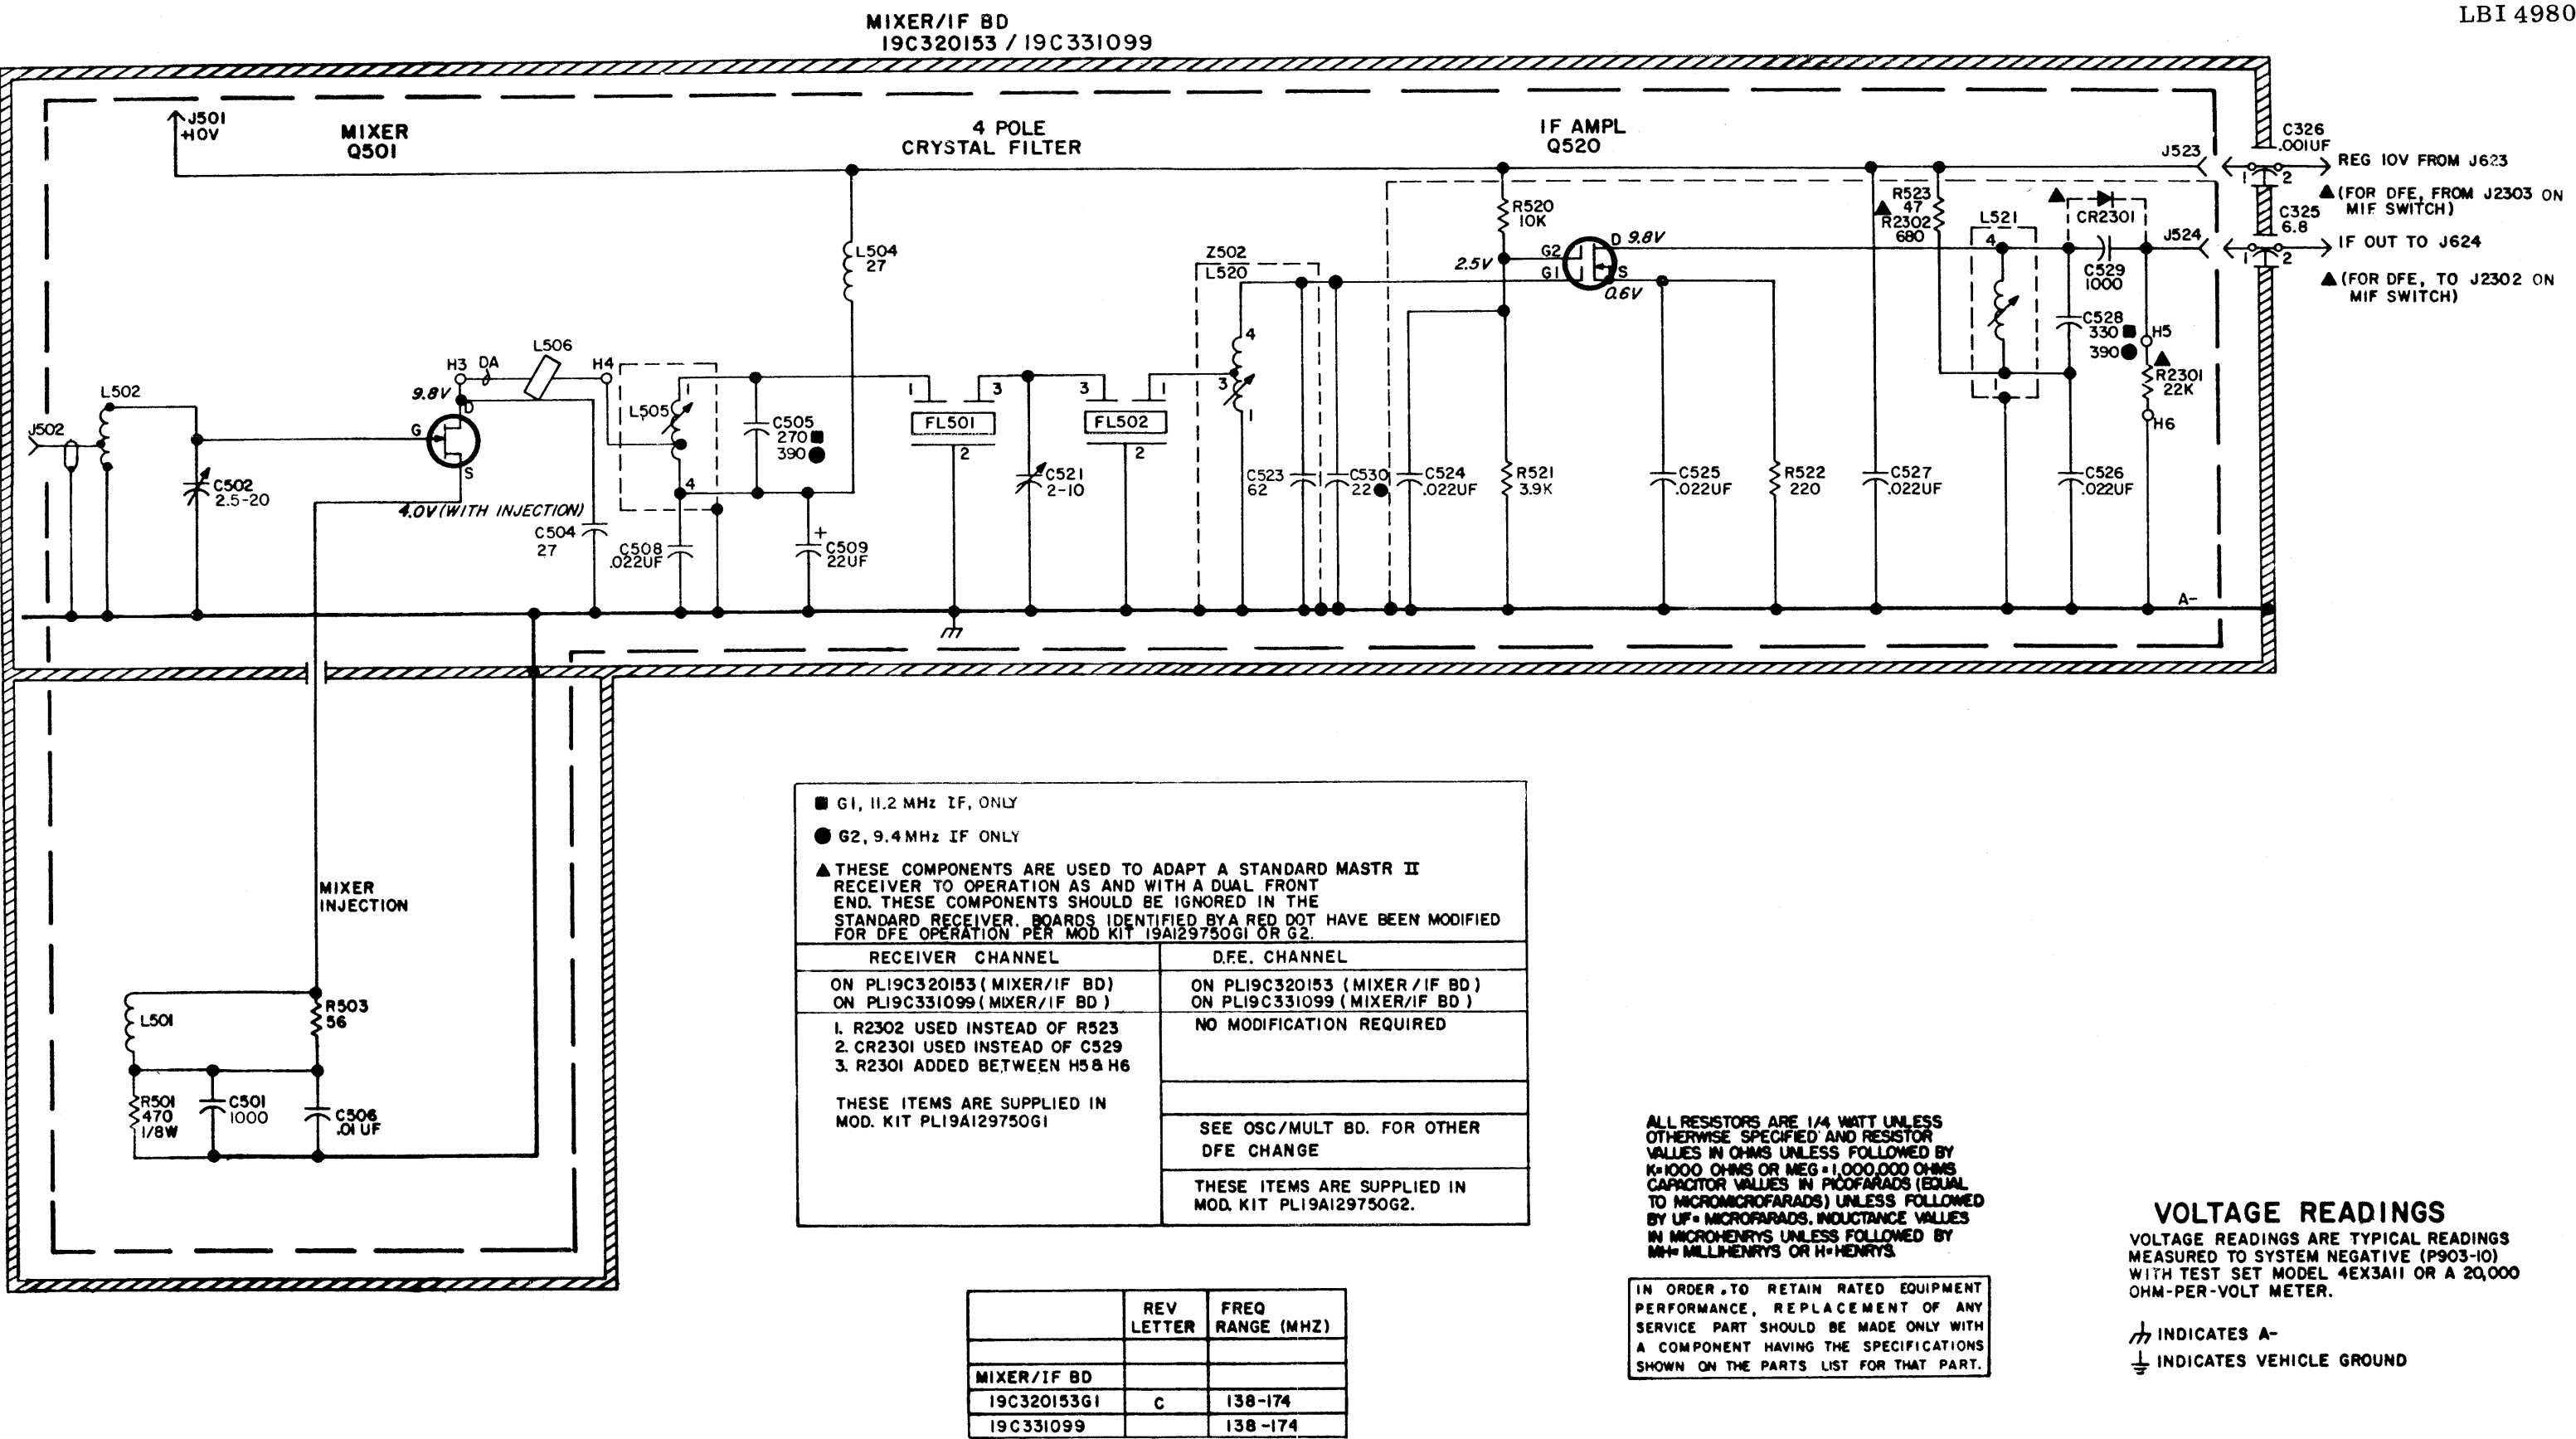 LBI 4980
MIXER/IF BD
19C320153 / 19C331099
J501
+10V
MIXER
Q501
4 POLE
CRYSTAL FILTER
IF AMPL
Q520
J523
C326
.001UF
1
2
REG 10V FROM J623
▲ (FOR DFE, FROM J2303 ON
MIF SWITCH)
C325
6.8
J524
1
2
IF OUT TO J624
▲ (FOR DFE, TO J2302 ON
MIF SWITCH)
R520
10K
R523
47
▲ R2302
680
L521
4
1
▲
CR2301
C529
1000
C528
330 ■
390 ●
H5
▲
R2301
22K
H6
L504
27
Z502
L520
4
3
1
2.5V
G2
G1
D
9.8V
S
0.6V
J502
L502
C502
2.5-20
9.8V
H3
DA
L506
H4
D
G
S
4.0V (WITH INJECTION)
L505
1
4
C504
27
C508
.022UF
C505
270 ■
390 ●
+
C509
22UF
1
3
FL501
2
C521
2-10
3
1
FL502
2
C523
62
C530
22 ●
C524
.022UF
R521
3.9K
C525
.022UF
R522
220
C527
.022UF
C526
.022UF
A-
MIXER
INJECTION
L501
R503
56
R501
470
1/8W
C501
1000
C506
.01 UF
■ G1, 11.2 MHz IF, ONLY
● G2, 9.4 MHz IF ONLY
▲ THESE COMPONENTS ARE USED TO ADAPT A STANDARD MASTR II
RECEIVER TO OPERATION AS AND WITH A DUAL FRONT
END. THESE COMPONENTS SHOULD BE IGNORED IN THE
STANDARD RECEIVER. BOARDS IDENTIFIED BY A RED DOT HAVE BEEN MODIFIED
FOR DFE OPERATION PER MOD KIT 19A129750G1 OR G2.
RECEIVER CHANNEL
D.F.E. CHANNEL
ON PL19C320153 (MIXER/IF BD)
ON PL19C331099 (MIXER/IF BD)
ON PL19C320153 (MIXER/IF BD)
ON PL19C331099 (MIXER/IF BD)
1. R2302 USED INSTEAD OF R523
2. CR2301 USED INSTEAD OF C529
3. R2301 ADDED BETWEEN H5 & H6
THESE ITEMS ARE SUPPLIED IN
MOD. KIT PL19A129750G1
NO MODIFICATION REQUIRED
SEE OSC/MULT BD. FOR OTHER
DFE CHANGE
THESE ITEMS ARE SUPPLIED IN
MOD. KIT PL19A129750G2.
REV
LETTER
FREQ
RANGE (MHZ)
MIXER/IF BD
19C320153G1
C
138-174
19C331099
138-174
ALL RESISTORS ARE 1/4 WATT UNLESS
OTHERWISE SPECIFIED AND RESISTOR
VALUES IN OHMS UNLESS FOLLOWED BY
K=1000 OHMS OR MEG=1,000,000 OHMS
CAPACITOR VALUES IN PICOFARADS (EQUAL
TO MICROMICROFARADS) UNLESS FOLLOWED
BY UF= MICROFARADS. INDUCTANCE VALUES
IN MICROHENRYS UNLESS FOLLOWED BY
MH= MILLIHENRYS OR H=HENRYS.
IN ORDER TO RETAIN RATED EQUIPMENT
PERFORMANCE, REPLACEMENT OF ANY
SERVICE PART SHOULD BE MADE ONLY WITH
A COMPONENT HAVING THE SPECIFICATIONS
SHOWN ON THE PARTS LIST FOR THAT PART.
VOLTAGE READINGS
VOLTAGE READINGS ARE TYPICAL READINGS
MEASURED TO SYSTEM NEGATIVE (P903-10)
WITH TEST SET MODEL 4EX3A11 OR A 20,000
OHM-PER-VOLT METER.
INDICATES A-
INDICATES VEHICLE GROUND